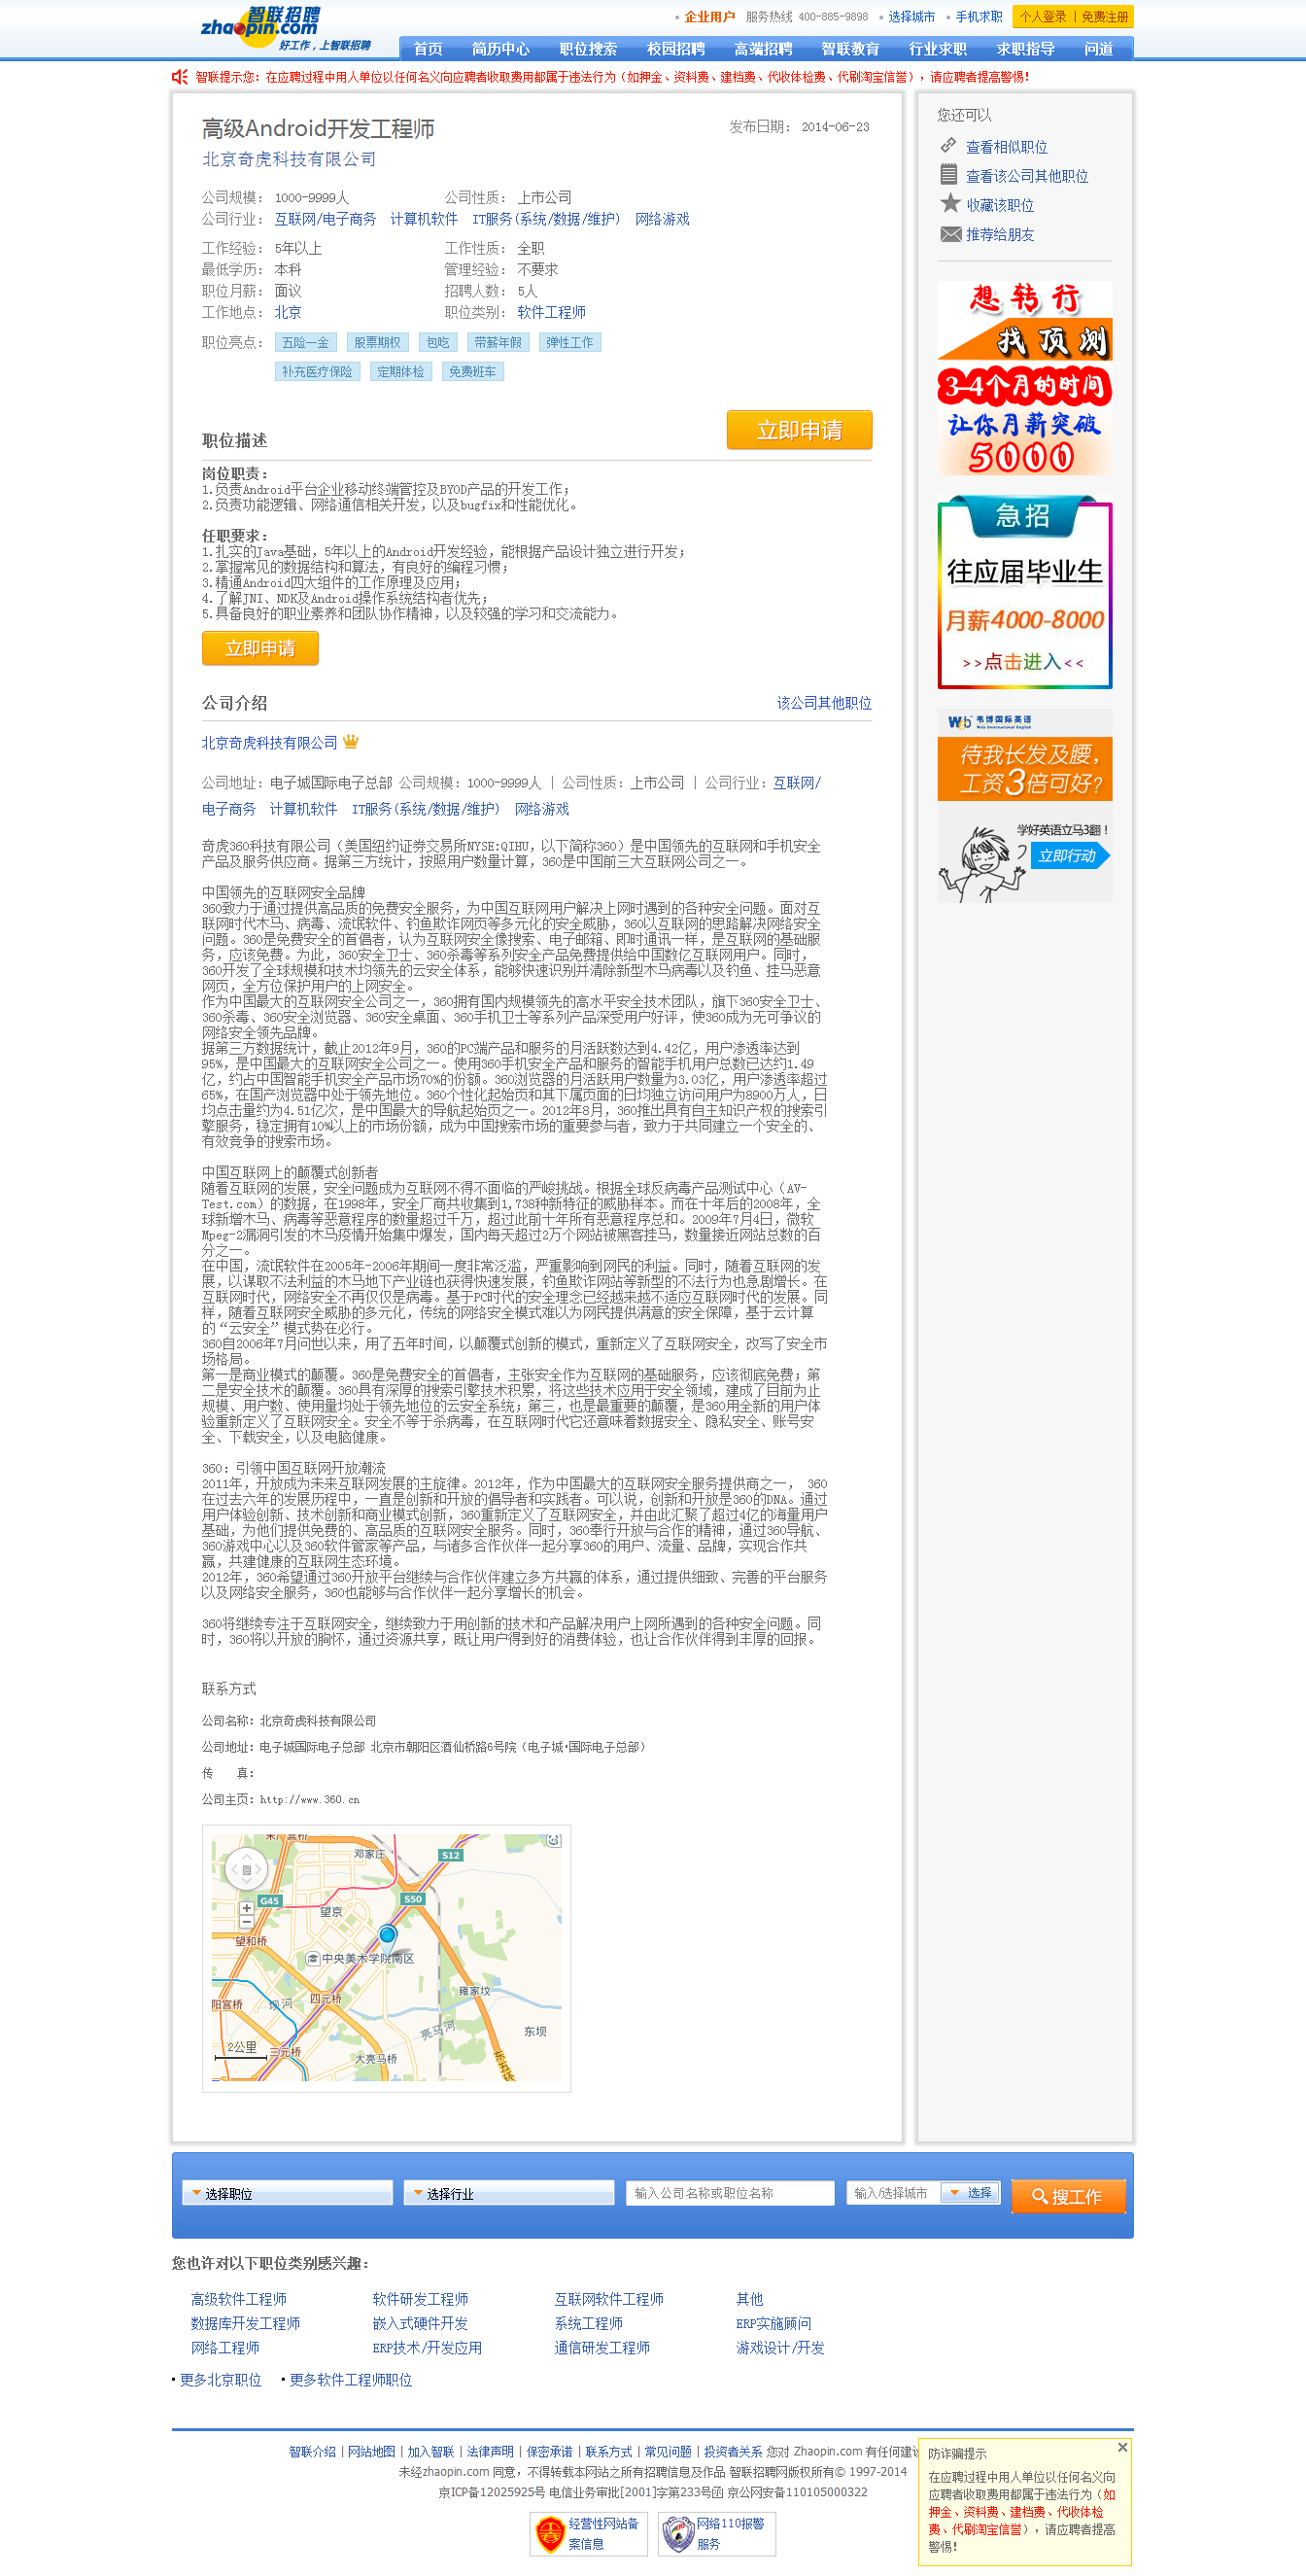 智联招聘
zhaopin.com
好工作，上智联招聘
企业用户 服务热线 400-885-9898 选择城市 手机求职 个人登录 | 免费注册
首页 简历中心 职位搜索 校园招聘 高端招聘 智联教育 行业求职 求职指导 问道
智联提示您：在应聘过程中用人单位以任何名义向应聘者收取费用都属于违法行为（如押金、资料费、建档费、代收体检费、代刷淘宝信誉），请应聘者提高警惕！
高级Android开发工程师
发布日期： 2014-06-23
北京奇虎科技有限公司
公司规模： 1000-9999人 公司性质： 上市公司
公司行业： 互联网/电子商务 计算机软件 IT服务(系统/数据/维护) 网络游戏
工作经验： 5年以上 工作性质： 全职
最低学历： 本科 管理经验： 不要求
职位月薪： 面议 招聘人数： 5人
工作地点： 北京 职位类别： 软件工程师
职位亮点： 五险一金 股票期权 包吃 带薪年假 弹性工作
补充医疗保险 定期体检 免费班车
职位描述
立即申请
岗位职责：
1.负责Android平台企业移动终端管控及BYOD产品的开发工作；
2.负责功能逻辑、网络通信相关开发，以及bugfix和性能优化。
任职要求：
1.扎实的Java基础，5年以上的Android开发经验，能根据产品设计独立进行开发；
2.掌握常见的数据结构和算法，有良好的编程习惯；
3.精通Android四大组件的工作原理及应用；
4.了解JNI、NDK及Android操作系统结构者优先；
5.具备良好的职业素养和团队协作精神，以及较强的学习和交流能力。
立即申请
公司介绍
该公司其他职位
北京奇虎科技有限公司
公司地址：电子城国际电子总部 公司规模：1000-9999人 | 公司性质：上市公司 | 公司行业：互联网/
电子商务 计算机软件 IT服务(系统/数据/维护) 网络游戏
奇虎360科技有限公司（美国纽约证券交易所NYSE:QIHU，以下简称360）是中国领先的互联网和手机安全
产品及服务供应商。据第三方统计，按照用户数量计算，360是中国前三大互联网公司之一。
中国领先的互联网安全品牌
360致力于通过提供高品质的免费安全服务，为中国互联网用户解决上网时遇到的各种安全问题。面对互
联网时代木马、病毒、流氓软件、钓鱼欺诈网页等多元化的安全威胁，360以互联网的思路解决网络安全
问题。360是免费安全的首倡者，认为互联网安全像搜索、电子邮箱、即时通讯一样，是互联网的基础服
务，应该免费。为此，360安全卫士、360杀毒等系列安全产品免费提供给中国数亿互联网用户。同时，
360开发了全球规模和技术均领先的云安全体系，能够快速识别并清除新型木马病毒以及钓鱼、挂马恶意
网页，全方位保护用户的上网安全。
作为中国最大的互联网安全公司之一，360拥有国内规模领先的高水平安全技术团队，旗下360安全卫士、
360杀毒、360安全浏览器、360安全桌面、360手机卫士等系列产品深受用户好评，使360成为无可争议的
网络安全领先品牌。
据第三方数据统计，截止2012年9月，360的PC端产品和服务的月活跃数达到4.42亿，用户渗透率达到
95%，是中国最大的互联网安全公司之一。使用360手机安全产品和服务的智能手机用户总数已达约1.49
亿，约占中国智能手机安全产品市场70%的份额。360浏览器的月活跃用户数量为3.03亿，用户渗透率超过
65%，在国产浏览器中处于领先地位。360个性化起始页和其下属页面的日均独立访问用户为8900万人，日
均点击量约为4.51亿次，是中国最大的导航起始页之一。2012年8月，360推出具有自主知识产权的搜索引
擎服务，稳定拥有10%以上的市场份额，成为中国搜索市场的重要参与者，致力于共同建立一个安全的、
有效竞争的搜索市场。
中国互联网上的颠覆式创新者
随着互联网的发展，安全问题成为互联网不得不面临的严峻挑战。根据全球反病毒产品测试中心（AV-
Test.com）的数据，在1998年，安全厂商共收集到1,738种新特征的威胁样本。而在十年后的2008年，全
球新增木马、病毒等恶意程序的数量超过千万，超过此前十年所有恶意程序总和。2009年7月4日，微软
Mpeg-2漏洞引发的木马疫情开始集中爆发，国内每天超过2万个网站被黑客挂马，数量接近网站总数的百
分之一。
在中国，流氓软件在2005年-2006年期间一度非常泛滥，严重影响到网民的利益。同时，随着互联网的发
展，以谋取不法利益的木马地下产业链也获得快速发展，钓鱼欺诈网站等新型的不法行为也急剧增长。在
互联网时代，网络安全不再仅仅是病毒。基于PC时代的安全理念已经越来越不适应互联网时代的发展。同
样，随着互联网安全威胁的多元化，传统的网络安全模式难以为网民提供满意的安全保障，基于云计算
的“云安全”模式势在必行。
360自2006年7月问世以来，用了五年时间，以颠覆式创新的模式，重新定义了互联网安全，改写了安全市
场格局。
第一是商业模式的颠覆。360是免费安全的首倡者，主张安全作为互联网的基础服务，应该彻底免费；第
二是安全技术的颠覆。360具有深厚的搜索引擎技术积累，将这些技术应用于安全领域，建成了目前为止
规模、用户数、使用量均处于领先地位的云安全系统；第三，也是最重要的颠覆，是360用全新的用户体
验重新定义了互联网安全。安全不等于杀病毒，在互联网时代它还意味着数据安全、隐私安全、账号安
全、下载安全，以及电脑健康。
360：引领中国互联网开放潮流
2011年，开放成为未来互联网发展的主旋律。2012年，作为中国最大的互联网安全服务提供商之一， 360
在过去六年的发展历程中，一直是创新和开放的倡导者和实践者。可以说，创新和开放是360的DNA。通过
用户体验创新、技术创新和商业模式创新，360重新定义了互联网安全，并由此汇聚了超过4亿的海量用户
基础，为他们提供免费的、高品质的互联网安全服务。同时，360奉行开放与合作的精神，通过360导航、
360游戏中心以及360软件管家等产品，与诸多合作伙伴一起分享360的用户、流量、品牌，实现合作共
赢，共建健康的互联网生态环境。
2012年，360希望通过360开放平台继续与合作伙伴建立多方共赢的体系，通过提供细致、完善的平台服务
以及网络安全服务，360也能够与合作伙伴一起分享增长的机会。
360将继续专注于互联网安全，继续致力于用创新的技术和产品解决用户上网所遇到的各种安全问题。同
时，360将以开放的胸怀，通过资源共享，既让用户得到好的消费体验，也让合作伙伴得到丰厚的回报。
联系方式
公司名称：北京奇虎科技有限公司
公司地址：电子城国际电子总部 北京市朝阳区酒仙桥路6号院（电子城•国际电子总部）
传 真：
公司主页：http://www.360.cn
邓家庄
S12
G45
S50
望京
望和桥
中央美术学院南区
雍家坟
阳宫桥
坝河
四元桥
亮马河
东坝
2公里
三元桥
大亮马桥
东五环
您还可以
查看相似职位
查看该公司其他职位
收藏该职位
推荐给朋友
想转行
找顶测
3-4个月的时间
让你月薪突破
5000
急招
往应届毕业生
月薪4000-8000
>>点击进入<<
Web 韦博国际英语
Web International English
待我长发及腰，
工资3倍可好？
学好英语立马3翻！
立即行动
选择职位 选择行业 输入公司名称或职位名称 输入/选择城市 选择 搜工作
您也许对以下职位类别感兴趣：
高级软件工程师 软件研发工程师 互联网软件工程师 其他
数据库开发工程师 嵌入式硬件开发 系统工程师 ERP实施顾问
网络工程师 ERP技术/开发应用 通信研发工程师 游戏设计/开发
更多北京职位 更多软件工程师职位
智联介绍 | 网站地图 | 加入智联 | 法律声明 | 保密承诺 | 联系方式 | 常见问题 | 投资者关系 您对 Zhaopin.com 有任何建议
未经zhaopin.com 同意，不得转载本网站之所有招聘信息及作品 智联招聘网版权所有© 1997-2014
京ICP备12025925号 电信业务审批[2001]字第233号函 京公网安备110105000322
经营性网站备
案信息
网络110报警
服务
防诈骗提示
在应聘过程中用人单位以任何名义向
应聘者收取费用都属于违法行为（如
押金、资料费、建档费、代收体检
费、代刷淘宝信誉），请应聘者提高
警惕！